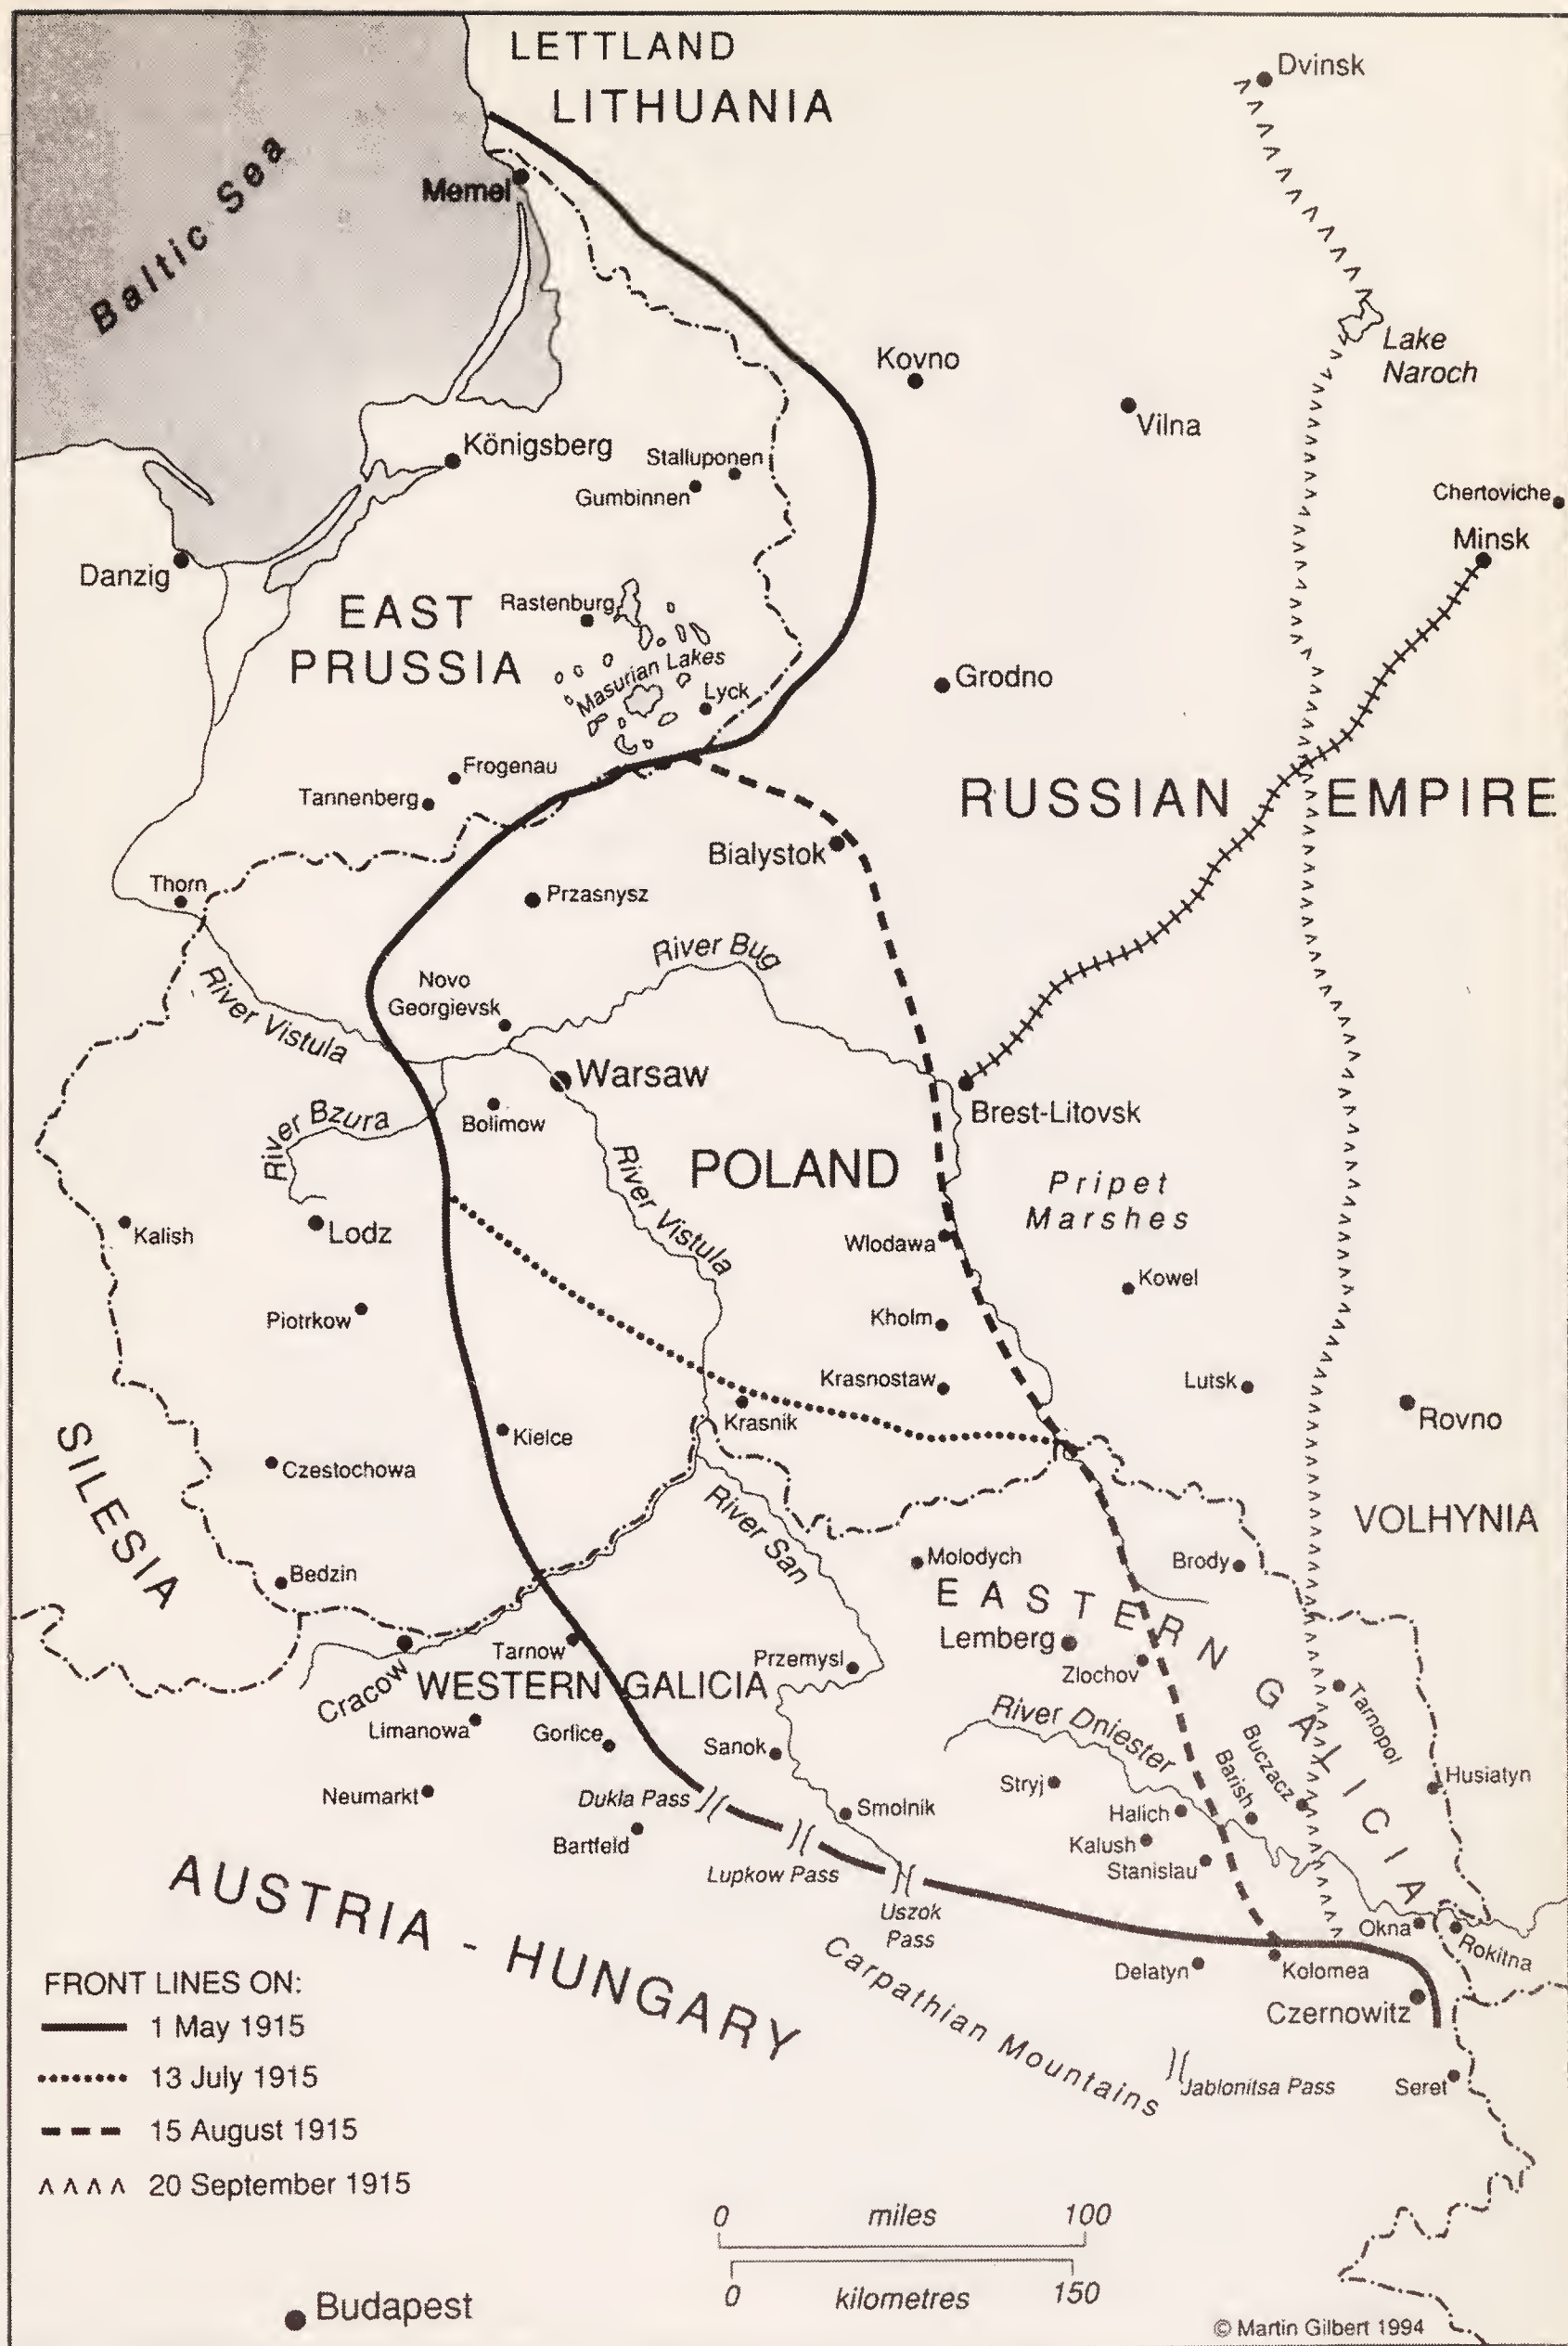 LETTLAND
LITHUANIA
Dvinsk
Baltic Sea
Memel
Lake
Naroch
Kovno
Vilna
Königsberg
Stalluponen
Gumbinnen
Chertoviche
Minsk
Danzig
EAST
PRUSSIA
Rastenburg
Masurian Lakes
Lyck
Grodno
Frogenau
Tannenberg
RUSSIAN EMPIRE
Bialystok
Thorn
Przasnysz
River Bug
Novo
Georgievsk
River Vistula
Warsaw
River Bzura
Bolimow
Brest-Litovsk
POLAND
River Vistula
Pripet
Marshes
Kalish
Lodz
Wlodawa
Kowel
Piotrkow
Kholm
Krasnostaw
Lutsk
Krasnik
Rovno
Kielce
SILESIA
Czestochowa
River San
VOLHYNIA
Molodych
Brody
Bedzin
EASTERN GALICIA
Lemberg
Zlochov
Tarnow
Przemysl
Cracow
WESTERN GALICIA
Tarnopol
Limanowa
Gorlice
Sanok
River Dniester
Buczacz
Barish
Husiatyn
Neumarkt
Dukla Pass
Stryj
Smolnik
Halich
Bartfeld
Kalush
Lupkow Pass
Stanislau
AUSTRIA - HUNGARY
Uszok
Pass
Okna
Rokitna
Carpathian Mountains
Delatyn
Kolomea
Czernowitz
Jablonitsa Pass
Seret
FRONT LINES ON:
1 May 1915
13 July 1915
15 August 1915
20 September 1915
0 miles 100
0 kilometres 150
Budapest
© Martin Gilbert 1994